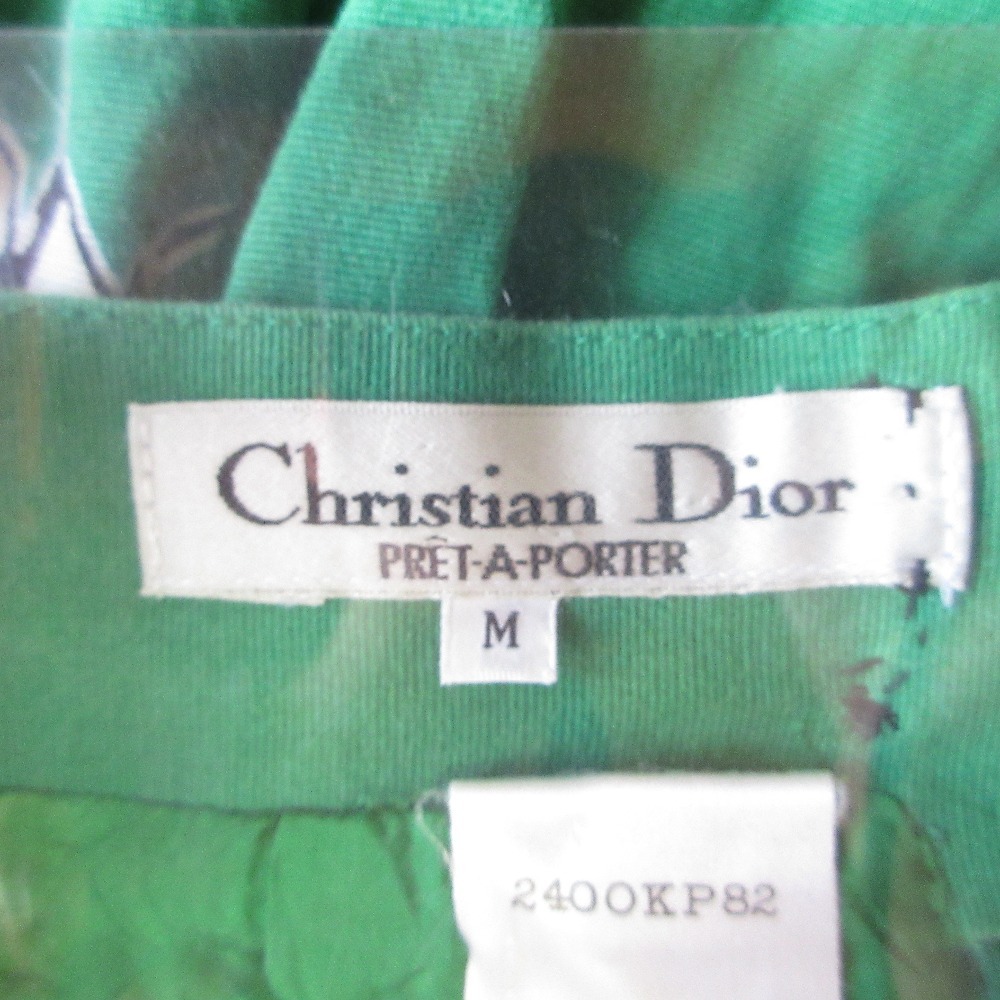 Christian Dior
PRÊT-A-PORTER
M
2400KP82